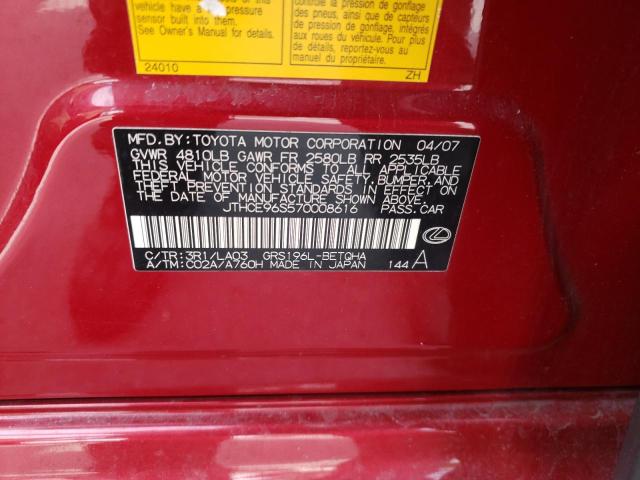 vehicle have a pressure
sensor built into them.
See Owner's Manual for details.
24010
contrôle la pression de gonflage
des pneus, ainsi que de capteurs
de pression de gonflage, intégrés
aux roues du véhicule. Pour en
savoir plus, reportez-vous au
manuel du propriétaire.
ZH
MFD.BY:TOYOTA MOTOR CORPORATION 04/07
GVWR 4810LB GAWR FR 2580LB RR 2535LB
THIS VEHICLE CONFORMS TO ALL APPLICABLE
FEDERAL MOTOR VEHICLE SAFETY,BUMPER, AND
THEFT PREVENTION STANDARDS IN EFFECT ON
THE DATE OF MANUFACTURE SHOWN ABOVE.
JTHCE96S570008616 PASS.CAR
C/TR:3R1/LA03 GRS196L-BETQHA
A/TM:C02A/A760H MADE IN JAPAN 144 A